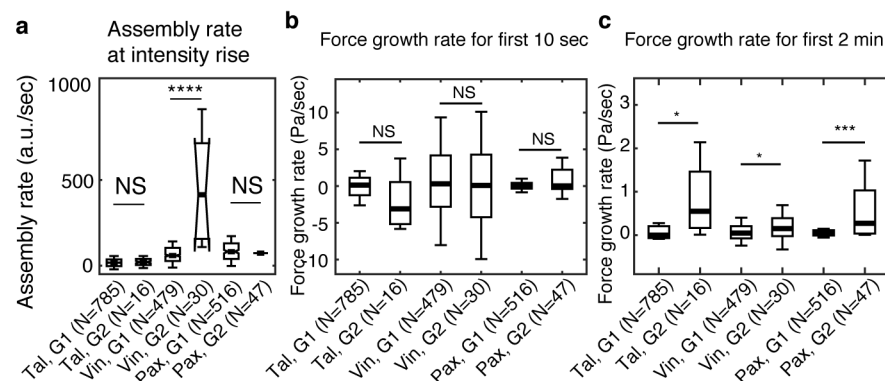 a
Assembly rate
at intensity rise
Assembly rate (a.u./sec)
1000
500
0
NS
****
NS
Tal, G1 (N=785)
Tal, G2 (N=16)
Vin, G1 (N=479)
Vin, G2 (N=30)
Pax, G1 (N=516)
Pax, G2 (N=47)
b
Force growth rate for first 10 sec
Force growth rate (Pa/sec)
10
5
0
-5
-10
NS
NS
NS
Tal, G1 (N=785)
Tal, G2 (N=16)
Vin, G1 (N=479)
Vin, G2 (N=30)
Pax, G1 (N=516)
Pax, G2 (N=47)
c
Force growth rate for first 2 min
Force growth rate (Pa/sec)
3
2
1
0
*
*
***
Tal, G1 (N=785)
Tal, G2 (N=16)
Vin, G1 (N=479)
Vin, G2 (N=30)
Pax, G1 (N=516)
Pax, G2 (N=47)